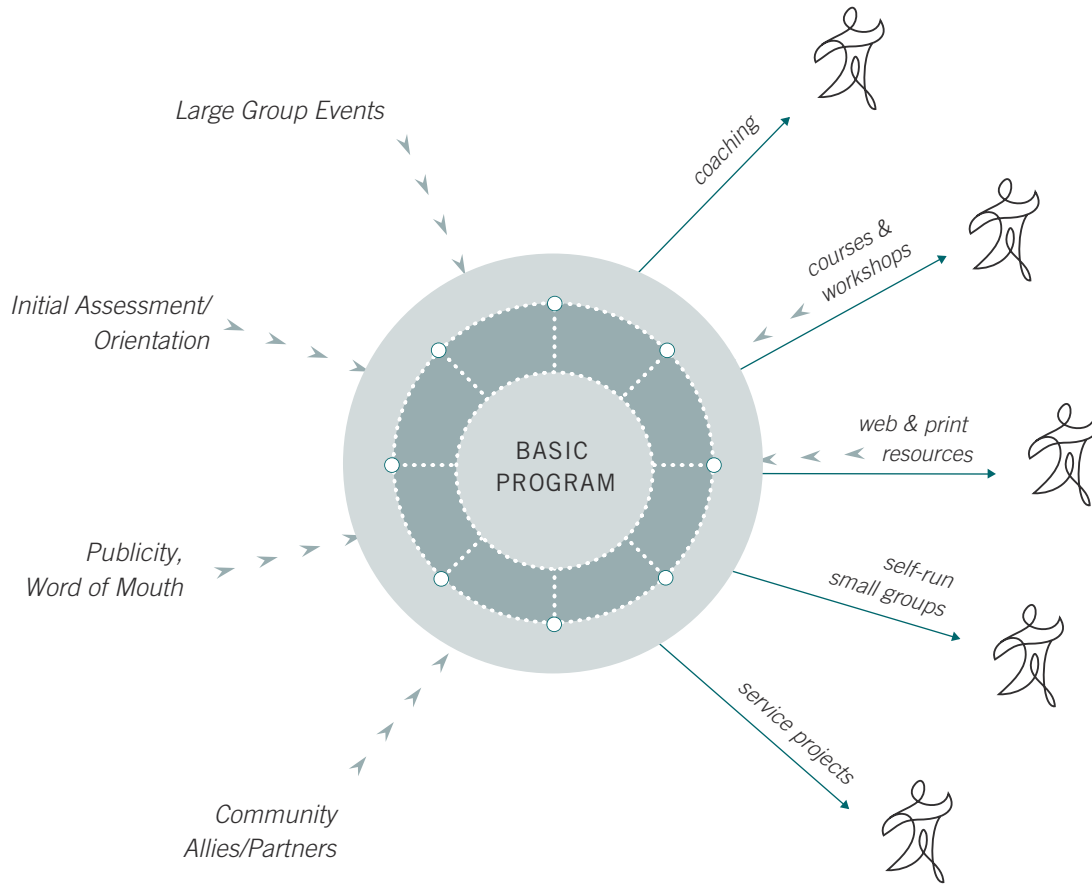 Large Group Events
coaching
courses &
workshops
Initial Assessment/
Orientation
web & print
resources
BASIC
PROGRAM
Publicity,
Word of Mouth
self-run
small groups
service projects
Community
Allies/Partners